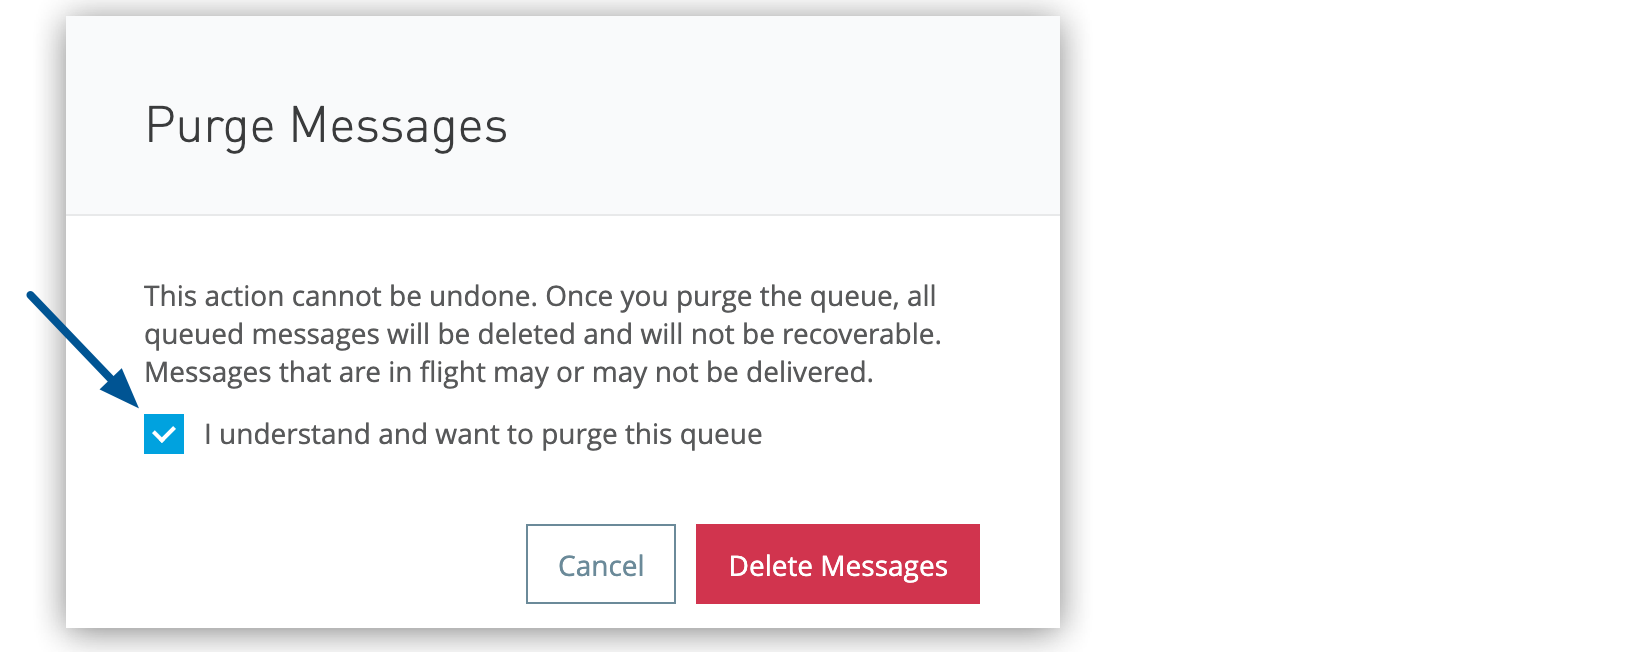 Purge Messages
This action cannot be undone. Once you purge the queue, all
queued messages will be deleted and will not be recoverable.
Messages that are in flight may or may not be delivered.
I understand and want to purge this queue
Cancel
Delete Messages